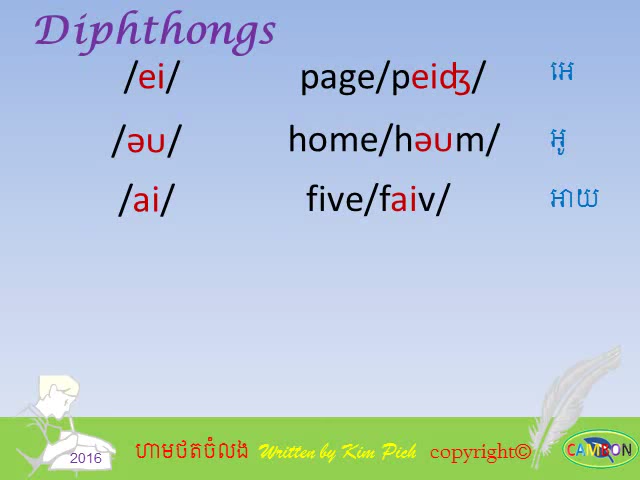 Diphthongs
/ei/ page/peiʤ/ អេ
/əʊ/ home/həʊm/ អូ
/ai/ five/faiv/ អាយ
2016 ហាមថតចំលង Written by Kim Pich copyright© CAMBON